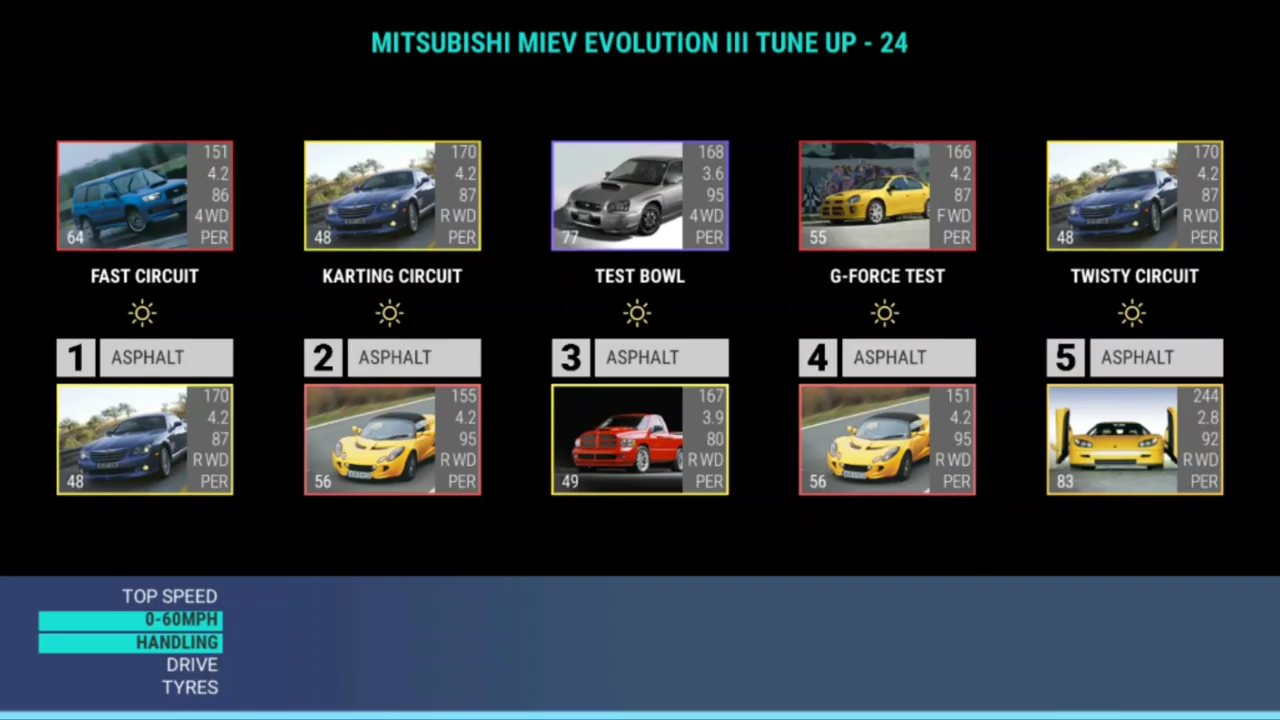 MITSUBISHI MIEV EVOLUTION III TUNE UP - 24
151
4.2
86
4WD
PER
64
170
4.2
87
RWD
PER
48
168
3.6
95
4WD
PER
77
166
4.2
87
FWD
PER
55
170
4.2
87
RWD
PER
48
FAST CIRCUIT
KARTING CIRCUIT
TEST BOWL
G-FORCE TEST
TWISTY CIRCUIT
1 ASPHALT
2 ASPHALT
3 ASPHALT
4 ASPHALT
5 ASPHALT
170
4.2
87
RWD
PER
48
155
4.2
95
RWD
PER
56
167
3.9
80
RWD
PER
49
151
4.2
95
RWD
PER
56
244
2.8
92
RWD
PER
83
TOP SPEED
0-60MPH
HANDLING
DRIVE
TYRES